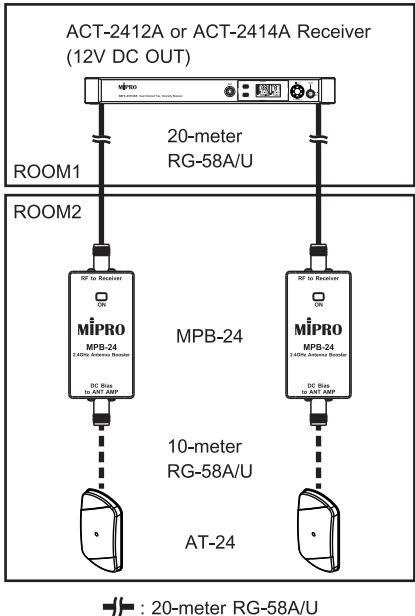 ACT-2412A or ACT-2414A Receiver
(12V DC OUT)
MIPRO
20-meter
RG-58A/U
ROOM1
ROOM2
RF to Receiver
ON
MIPRO
MPB-24
2.4GHz Antenna Booster
DC Bias
to ANT AMP
MPB-24
RF to Receiver
ON
MIPRO
MPB-24
2.4GHz Antenna Booster
DC Bias
to ANT AMP
10-meter
RG-58A/U
AT-24
: 20-meter RG-58A/U